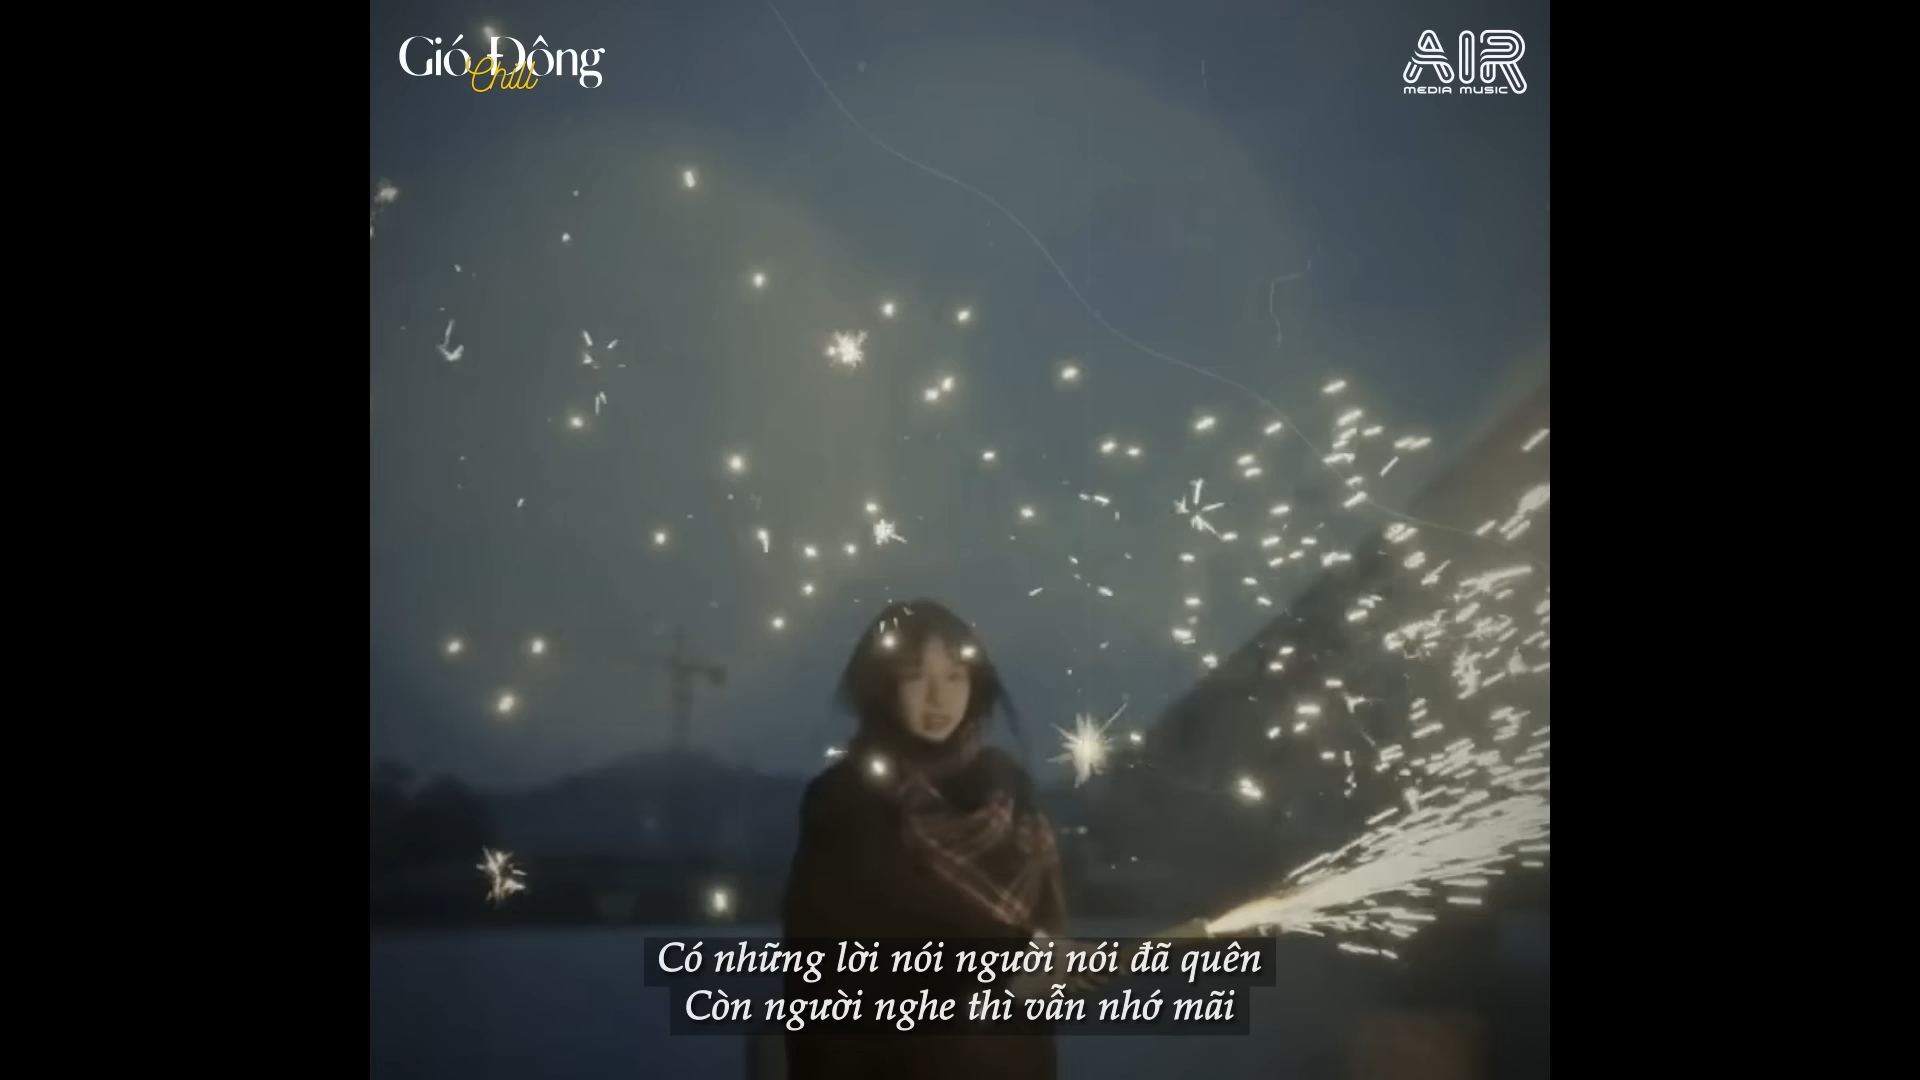 Gió Đông
Chill
AIR
MEDIA MUSIC
Có những lời nói người nói đã quên
Còn người nghe thì vẫn nhớ mãi